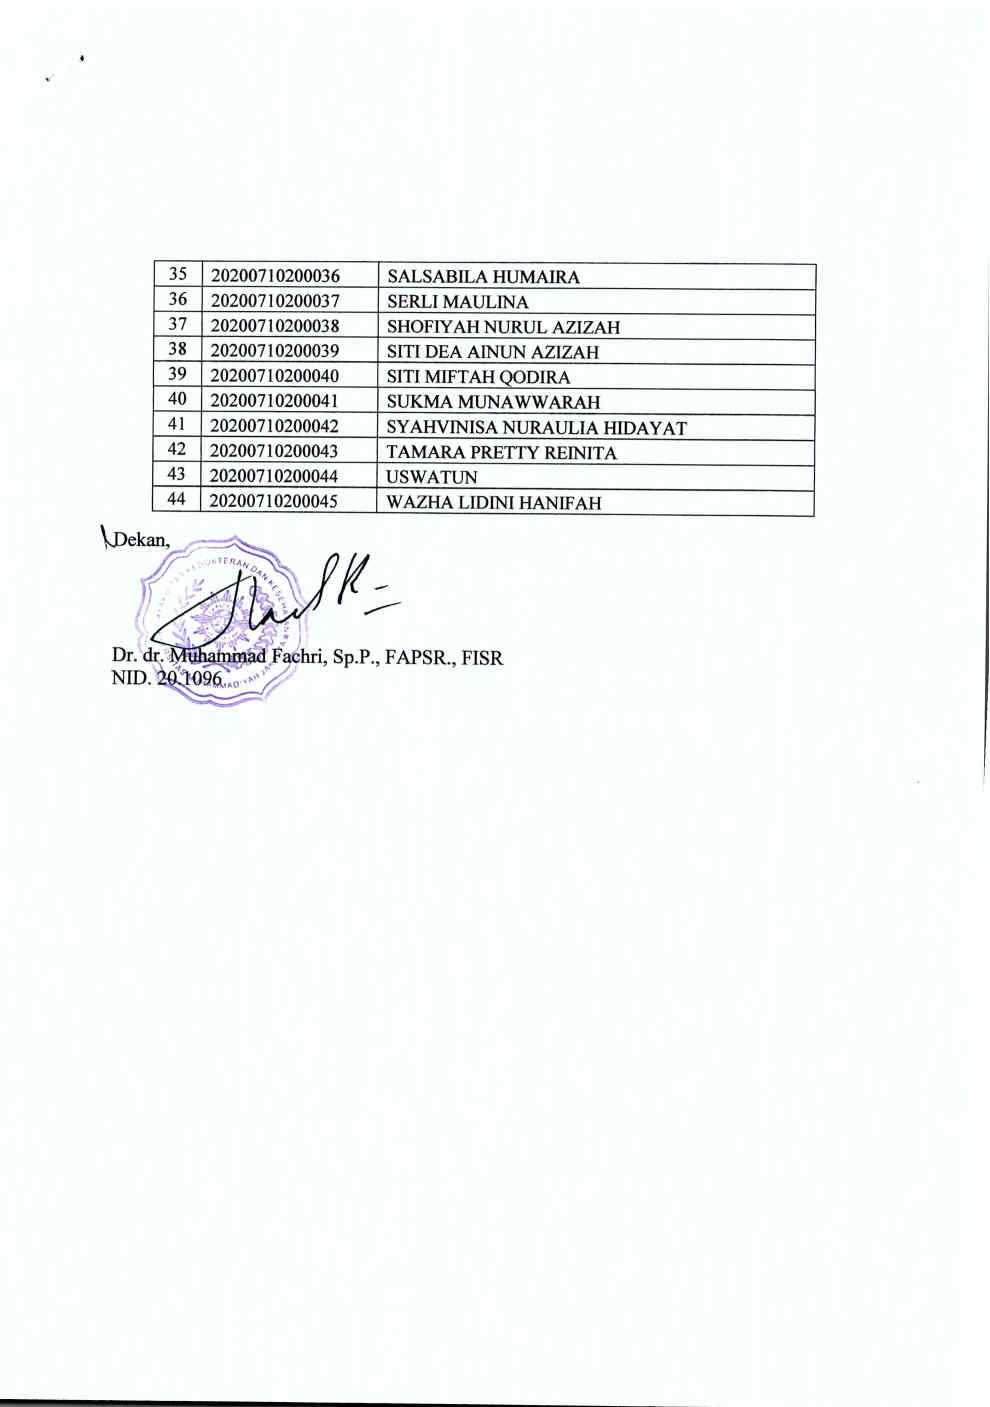 35 20200710200036 SALSABILA HUMAIRA
36 20200710200037 SERLI MAULINA
37 20200710200038 SHOFIYAH NURUL AZIZAH
38 20200710200039 SITI DEA AINUN AZIZAH
39 20200710200040 SITI MIFTAH QODIRA
40 20200710200041 SUKMA MUNAWWARAH
41 20200710200042 SYAHVINISA NURAULIA HIDAYAT
42 20200710200043 TAMARA PRETTY REINITA
43 20200710200044 USWATUN
44 20200710200045 WAZHA LIDINI HANIFAH
Dekan,
KEDOKTERAN DAN KESEHATAN
Dr. dr. Muhammad Fachri, Sp.P., FAPSR., FISR
NID. 20.1096